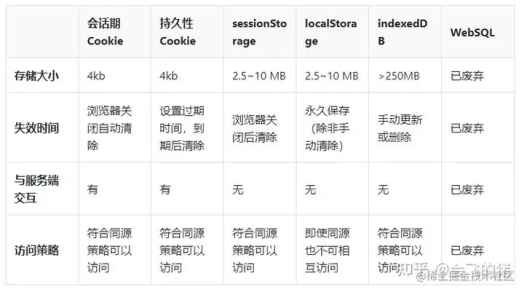 会话期 持久性 sessionSto localStora indexedD WebSQL
Cookie Cookie rage ge B
存储大小 4kb 4kb 2.5~10 MB 2.5~10 MB >250MB 已废弃
失效时间 浏览器关 设置过期 浏览器关 永久保存 手动更新 已废弃
闭自动清 时间,到 闭后清除 (除非手 或删除
除 期后清除 动清除)
与服务端 有 有 无 无 无 已废弃
交互
访问策略 符合同源 符合同源 符合同源 即使同源 符合同源 已废弃
策略可以 策略可以 策略可以 也不可相 策略可以
访问 访问 访问 互访问 访问
知乎
@稀土掘金技术社区